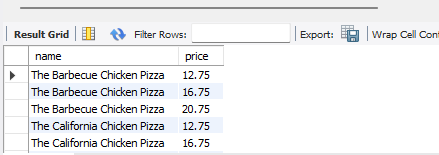 Result Grid Filter Rows: Export: Wrap Cell Cont
name price
The Barbecue Chicken Pizza 12.75
The Barbecue Chicken Pizza 16.75
The Barbecue Chicken Pizza 20.75
The California Chicken Pizza 12.75
The California Chicken Pizza 16.75